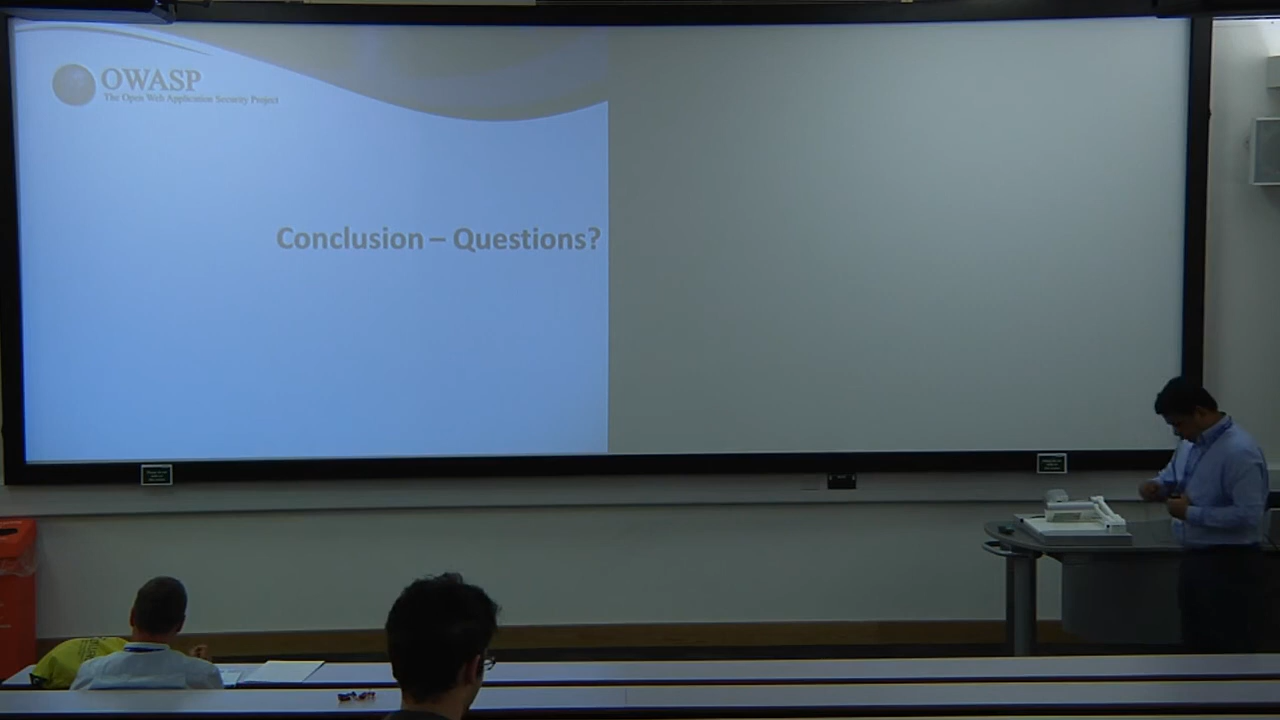 OWASP
The Open Web Application Security Project
Conclusion – Questions?